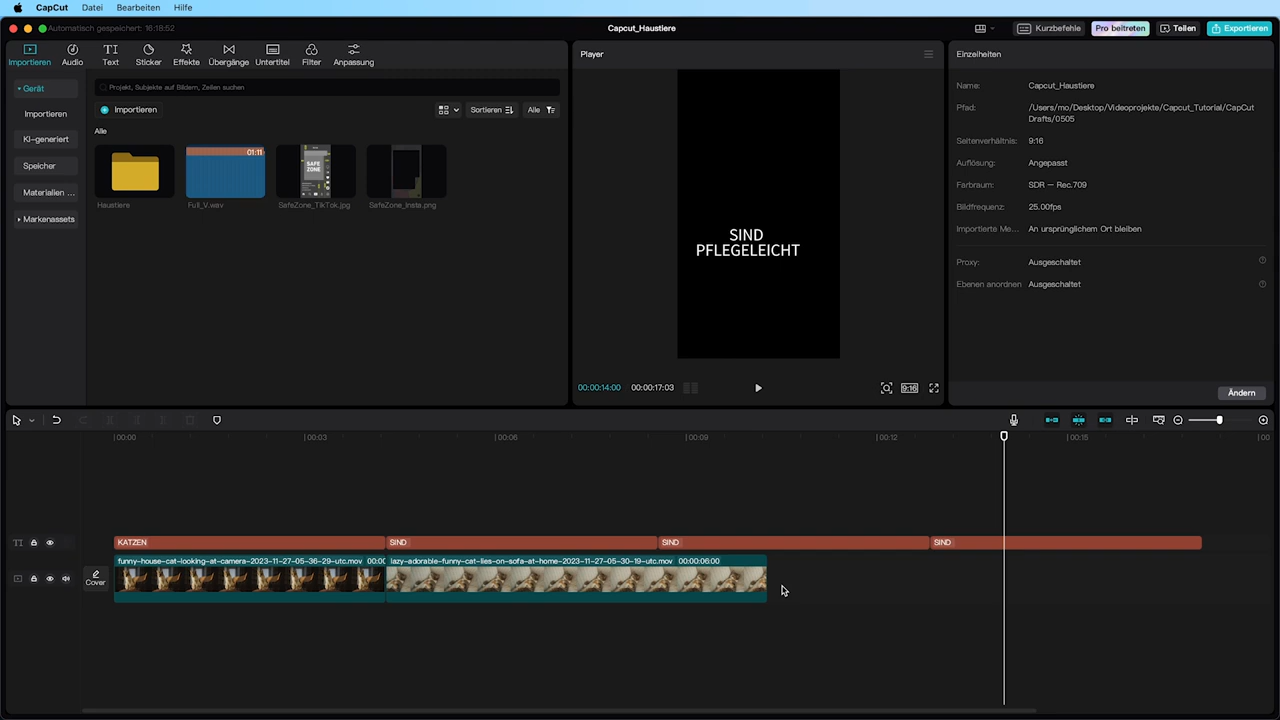 CapCut Datei Bearbeiten Hilfe
Automatisch gespeichert: 16:18:52
Capcut_Haustiere
Kurzbefehle
Pro beitreten
Teilen
Exportieren
Importieren
Audio
Text
Sticker
Effekte
Übergänge
Untertitel
Filter
Anpassung
Gerät
Importieren
KI-generiert
Speicher
Materialien ...
Markenassets
Projekt, Subjekte auf Bildern, Zeilen suchen
Importieren
Sortieren
Alle
Alle
01:11
SAFE
ZONE
Haustiere
Full_V.wav
SafeZone_TikTok.jpg
SafeZone_Insta.png
Player
SIND
PFLEGELEICHT
00:00:14:00 00:00:17:03
9:16
Einzelheiten
Name: Capcut_Haustiere
Pfad: /Users/mo/Desktop/Videoprojekte/Capcut_Tutorial/CapCut
Drafts/0505
Seitenverhältnis: 9:16
Auflösung: Angepasst
Farbraum: SDR – Rec.709
Bildfrequenz: 25.00fps
Importierte Me... An ursprünglichem Ort bleiben
Proxy: Ausgeschaltet
Ebenen anordnen Ausgeschaltet
Ändern
00:00 00:03 00:06 00:09 00:12 00:15 00
TI
KATZEN SIND SIND SIND
Cover
funny-house-cat-looking-at-camera-2023-11-27-05-36-29-utc.mov 00:00
lazy-adorable-funny-cat-lies-on-sofa-at-home-2023-11-27-05-30-19-utc.mov 00:00:06:00